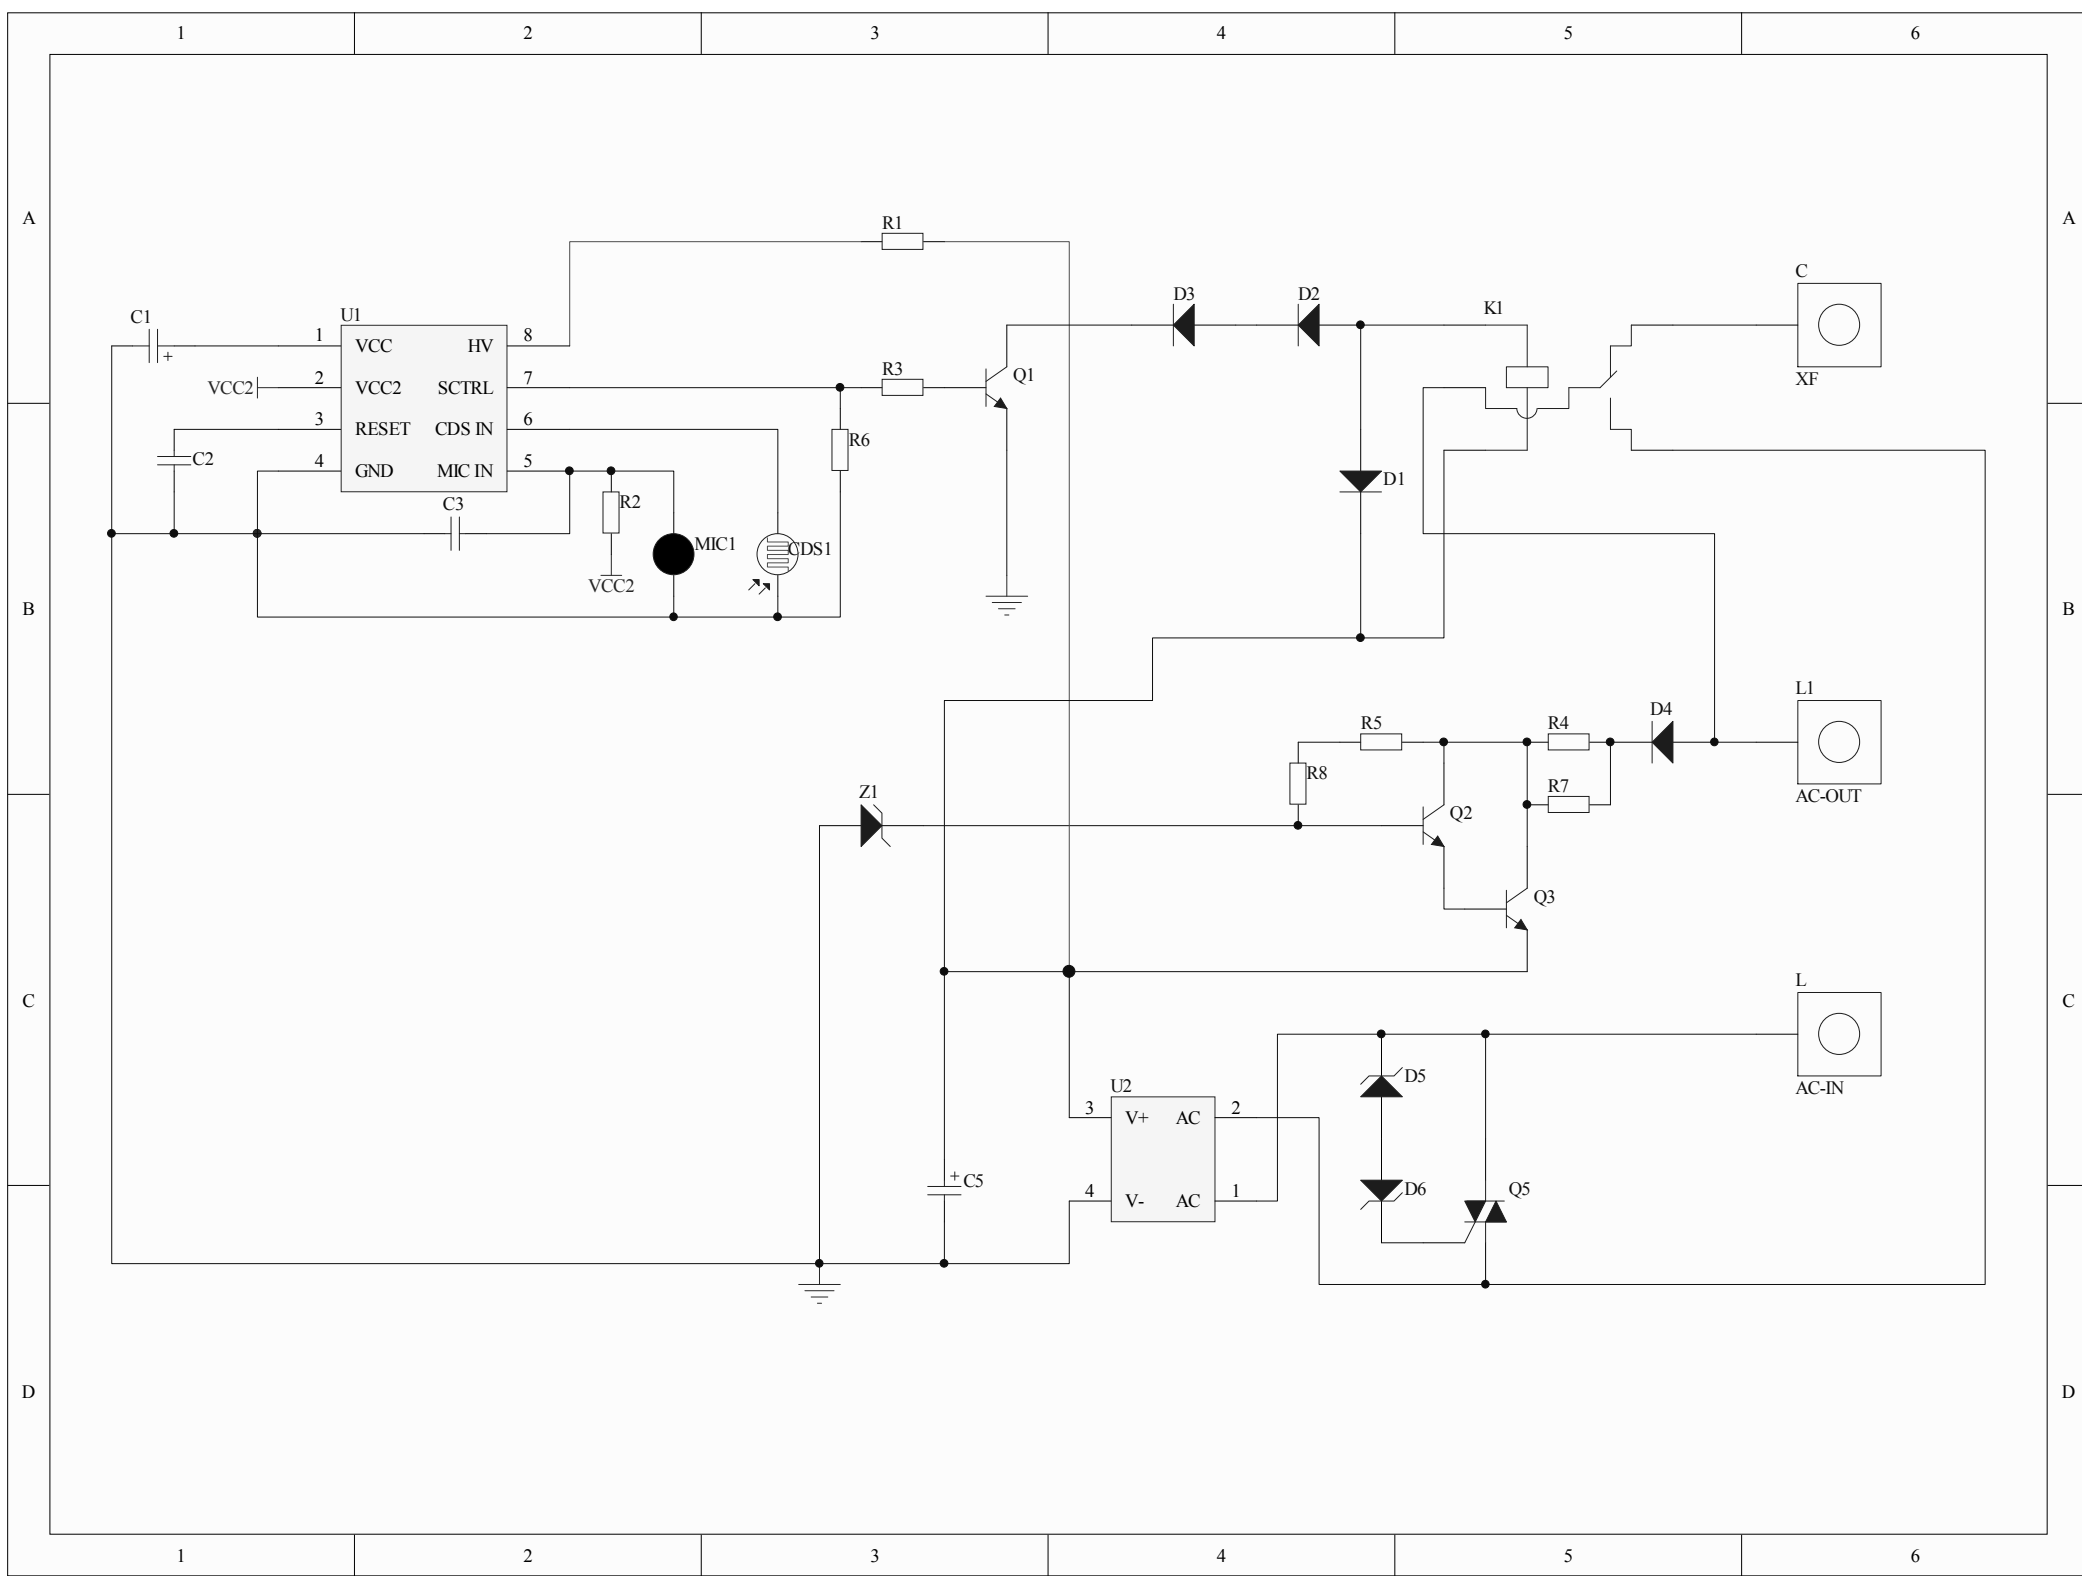 1 2 3 4 5 6
A A
R1
C
D3 D2 K1
C1 U1
1 VCC HV 8
+
XF
Q1
R3
VCC2 2 VCC2 SCTRL 7
3 RESET CDS IN 6
R6
C2
4 GND MIC IN 5
D1
C3 R2
MIC1 CDS1
VCC2
B B
L1
R5 R4 D4
R8
Z1 R7 AC-OUT
Q2
Q3
L
C C
U2 D5 AC-IN
3 V+ AC 2
+ C5
4 V- AC 1
D6 Q5
D D
1 2 3 4 5 6